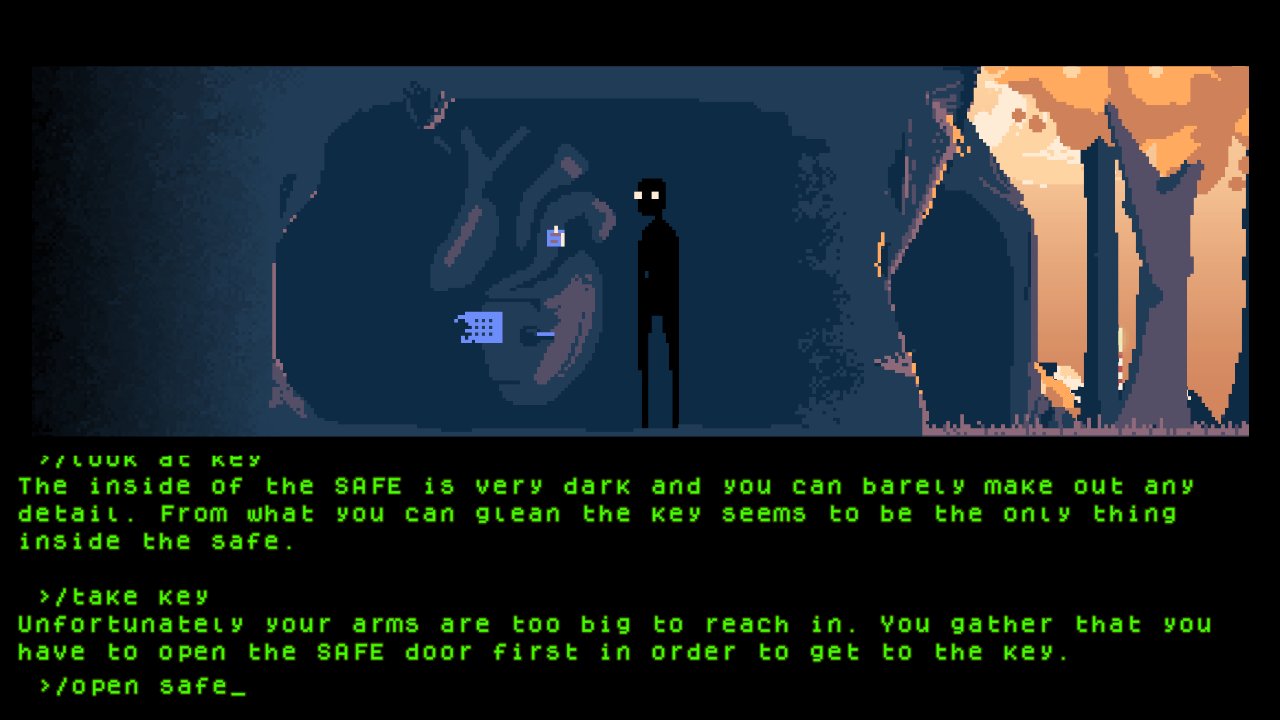 >/look at key
The inside of the SAFE is very dark and you can barely make out any
detail. From what you can glean the key seems to be the only thing
inside the safe.
>/take key
Unfortunately your arms are too big to reach in. You gather that you
have to open the SAFE door first in order to get to the key.
>/open safe_